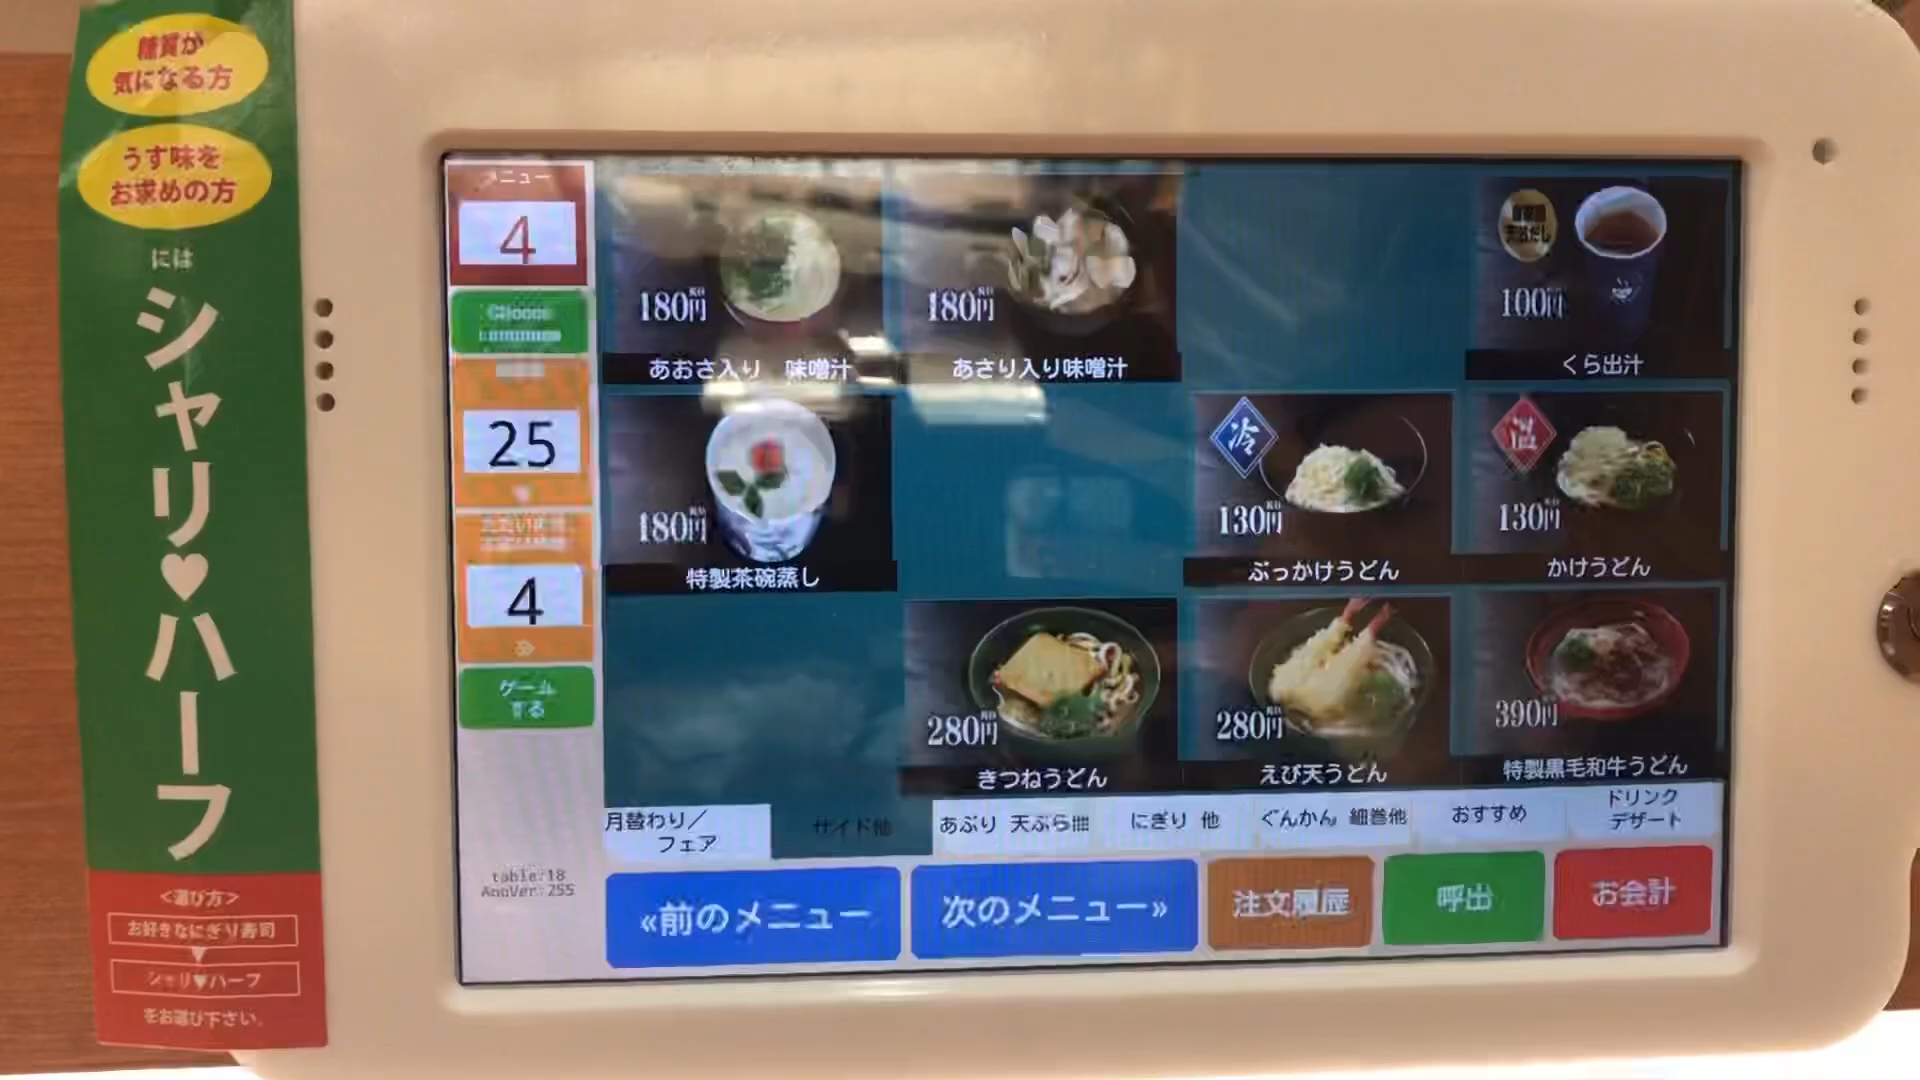 糖質が
気になる方
うす味を
お求めの方
には
シャリ♥ハーフ
<選び方>
お好きなにぎり寿司
▼
シャリ♥ハーフ
をお選び下さい。
メニュー
4
25
4
ゲーム
する
table:18
AppVer:255
180円
あおさ入り 味噌汁
180円
あさり入り味噌汁
100円
くら出汁
180円
特製茶碗蒸し
冷
130円
ぶっかけうどん
温
130円
かけうどん
280円
きつねうどん
280円
えび天うどん
390円
特製黒毛和牛うどん
月替わり／
フェア
サイド他
あぶり 天ぷら
にぎり 他
ぐんかん 細巻他
おすすめ
ドリンク
デザート
«前のメニュー
次のメニュー»
注文履歴
呼出
お会計